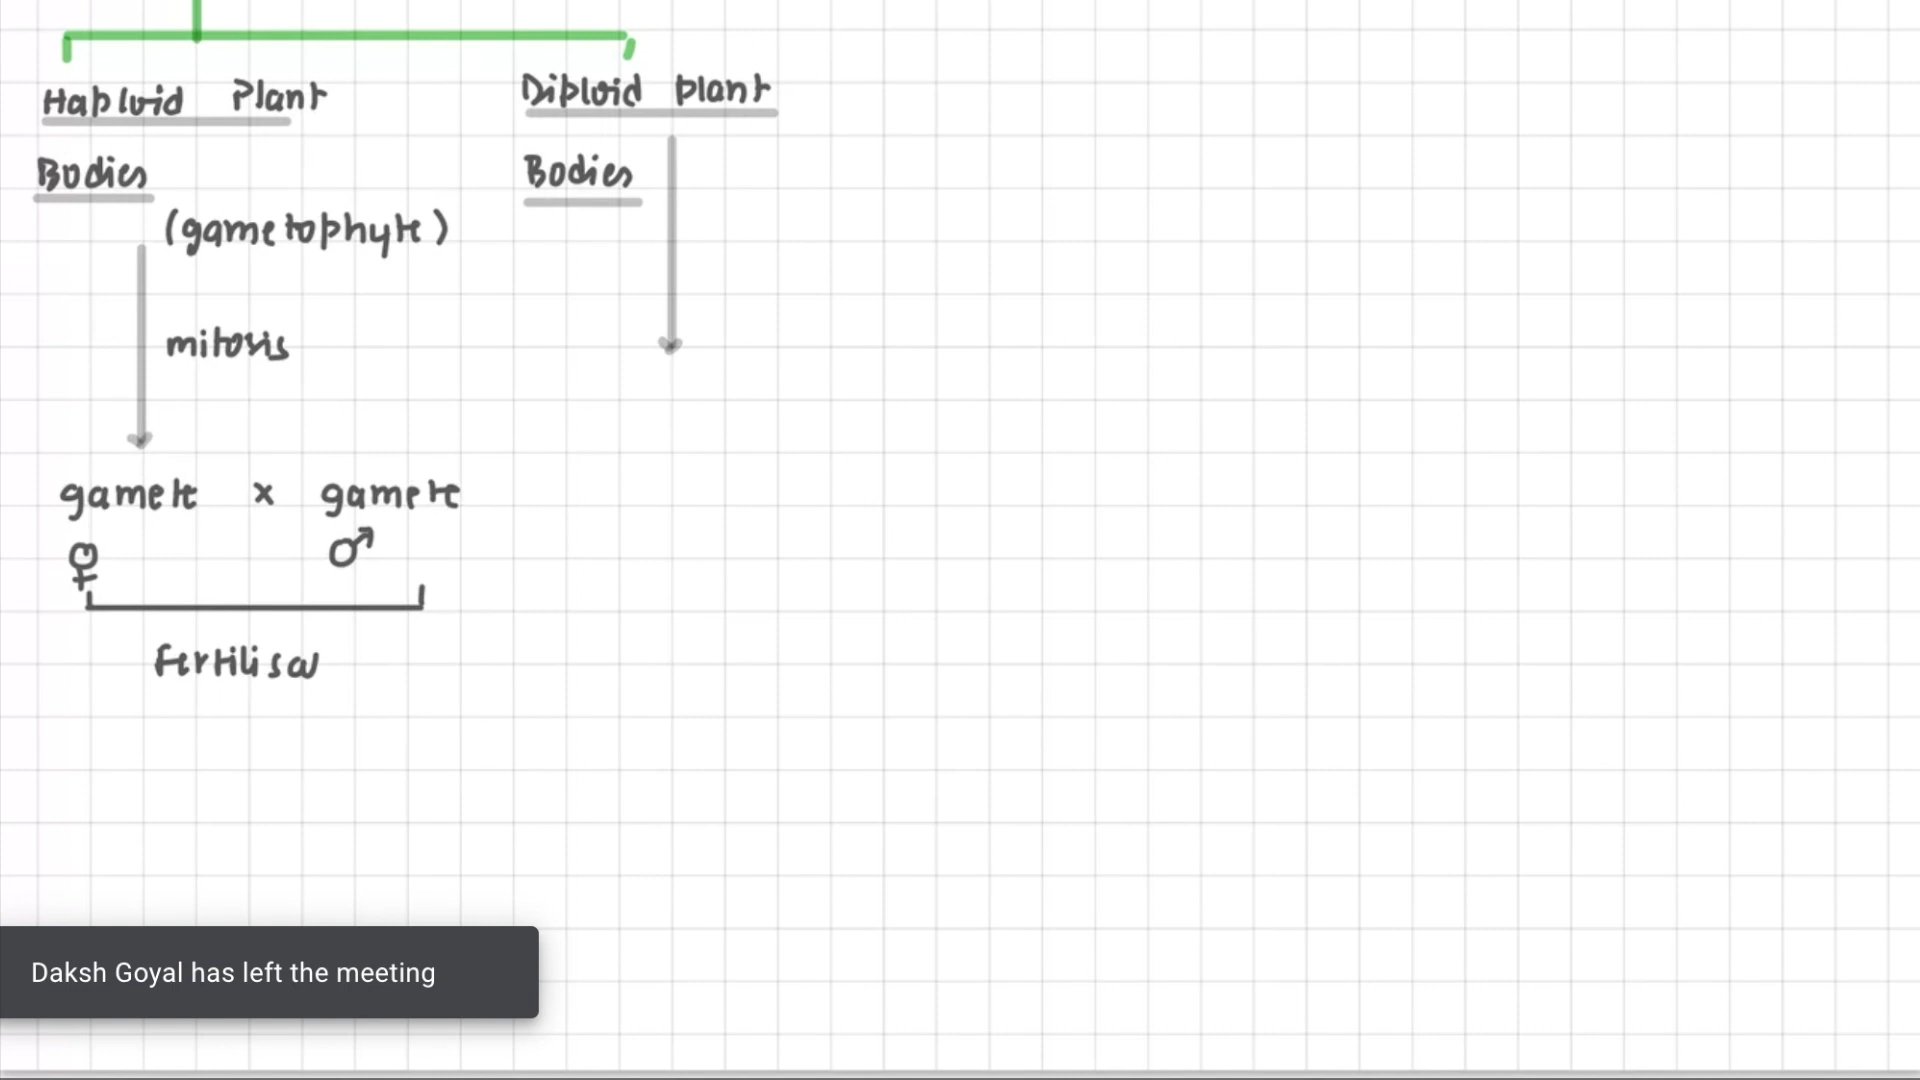 Haploid Plant
Bodies
(gametophyte)
mitosis
gamete x gamete
♀ ♂
fertilisa
Diploid plant
Bodies
Daksh Goyal has left the meeting